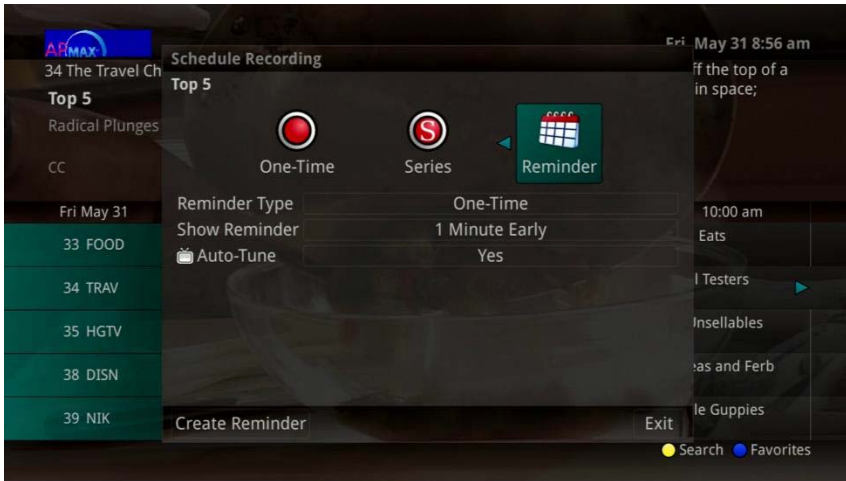 APMAX
Fri May 31 8:56 am
34 The Travel Ch
ff the top of a
in space;
Top 5
Radical Plunges
CC
Schedule Recording
Top 5
S
One-Time Series Reminder
Reminder Type One-Time
Show Reminder 1 Minute Early
Auto-Tune Yes
Create Reminder Exit
Fri May 31 10:00 am
33 FOOD Eats
34 TRAV l Testers
35 HGTV Unsellables
38 DISN eas and Ferb
39 NIK le Guppies
Search Favorites